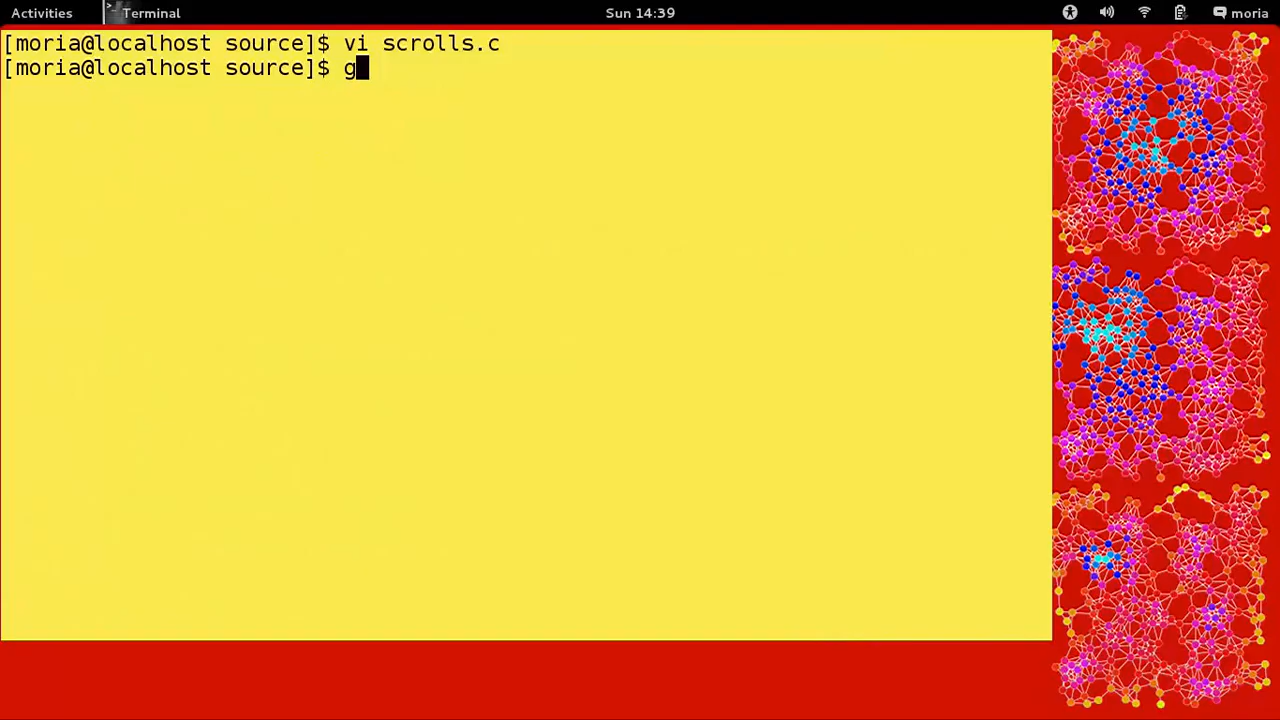 Activities Terminal Sun 14:39 moria
[moria@localhost source]$ vi scrolls.c
[moria@localhost source]$ g